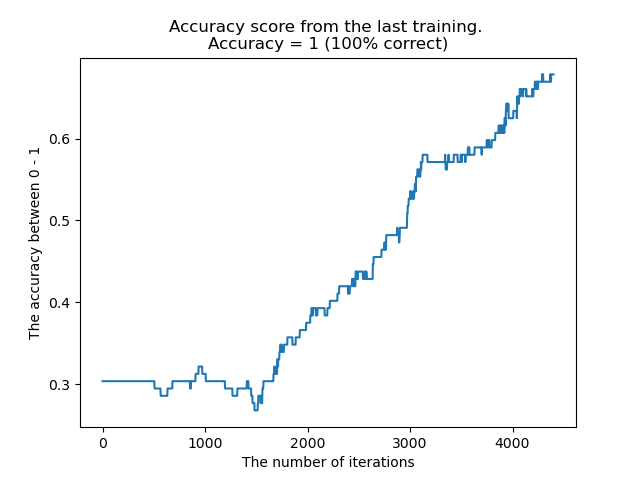 Accuracy score from the last training.
Accuracy = 1 (100% correct)
The accuracy between 0 - 1
0.6
0.5
0.4
0.3
0 1000 2000 3000 4000
The number of iterations